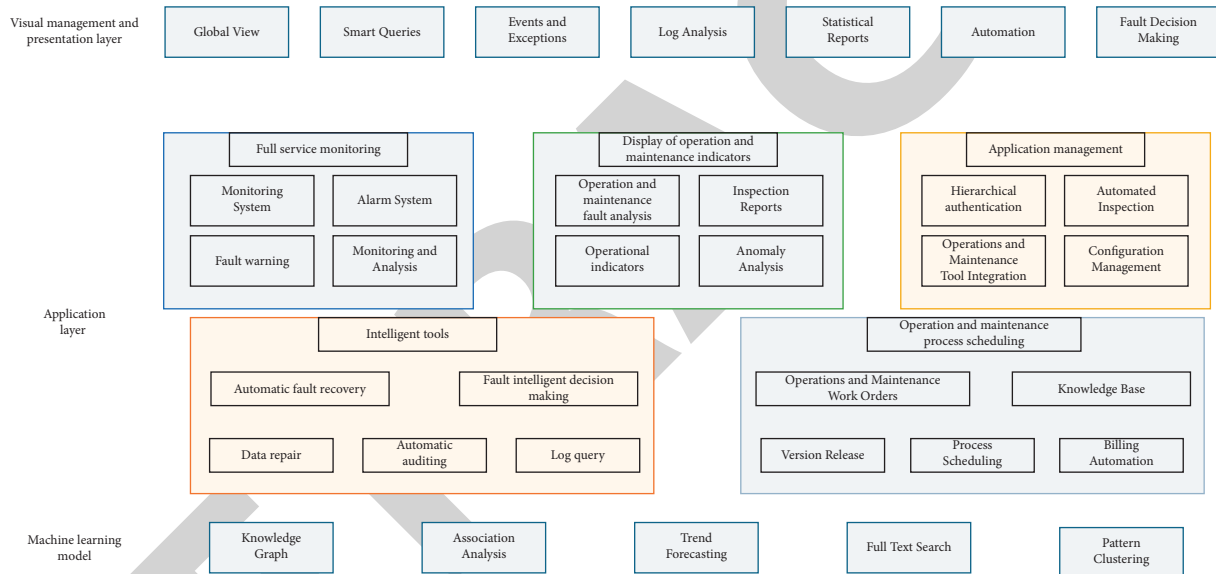 Visual management and
presentation layer
Global View
Smart Queries
Events and
Exceptions
Log Analysis
Statistical
Reports
Automation
Fault Decision
Making
Application
layer
Full service monitoring
Monitoring
System
Alarm System
Fault warning
Monitoring and
Analysis
Display of operation and
maintenance indicators
Operation and
maintenance
fault analysis
Inspection
Reports
Operational
indicators
Anomaly
Analysis
Application management
Hierarchical
authentication
Automated
Inspection
Operations and
Maintenance
Tool Integration
Configuration
Management
Intelligent tools
Automatic fault recovery
Fault intelligent decision
making
Data repair
Automatic
auditing
Log query
Operation and maintenance
process scheduling
Operations and Maintenance
Work Orders
Knowledge Base
Version Release
Process
Scheduling
Billing
Automation
Machine learning
model
Knowledge
Graph
Association
Analysis
Trend
Forecasting
Full Text Search
Pattern
Clustering